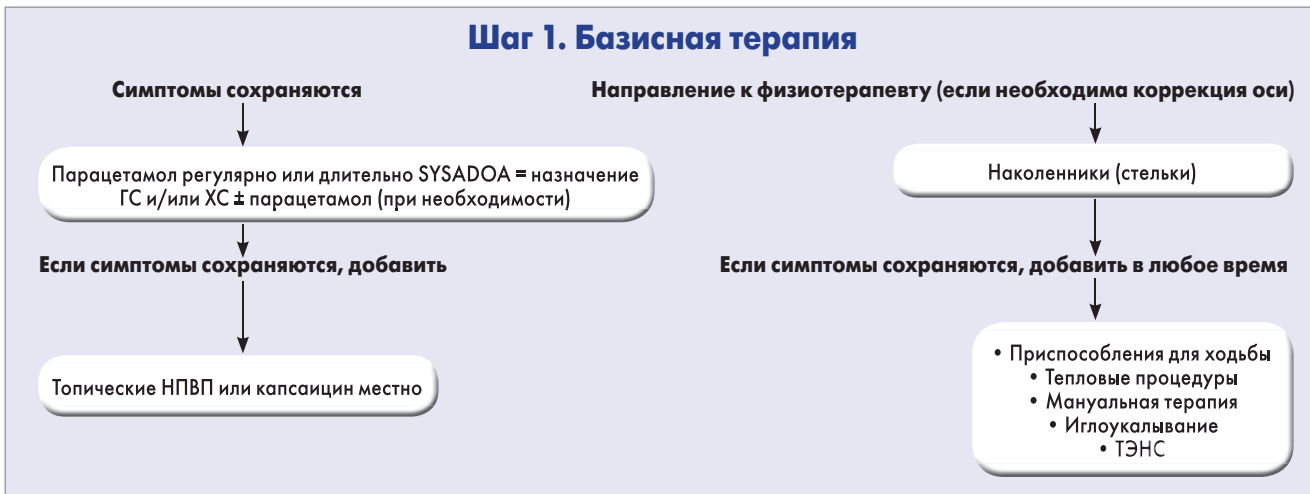 Шаг 1. Базисная терапия
Симптомы сохраняются
Парацетамол регулярно или длительно SYSADOA = назначение
ГС и/или ХС ± парацетамол (при необходимости)
Если симптомы сохраняются, добавить
Топические НПВП или капсаицин местно
Направление к физиотерапевту (если необходима коррекция оси)
Наколенники (стельки)
Если симптомы сохраняются, добавить в любое время
• Приспособления для ходьбы
• Тепловые процедуры
• Мануальная терапия
• Иглоукалывание
• ТЭНС